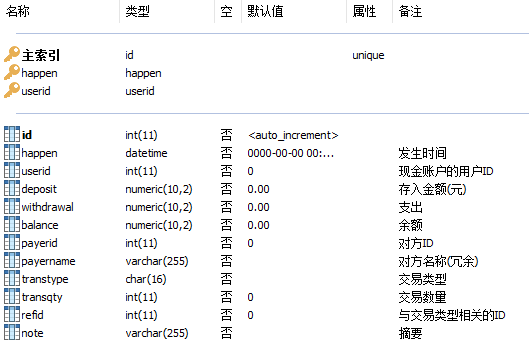 名称 类型 空 默认值 属性 备注
主索引 id unique
happen happen
userid userid
id int(11) 否 <auto_increment>
happen datetime 否 0000-00-00 00:... 发生时间
userid int(11) 否 0 现金账户的用户ID
deposit numeric(10,2) 否 0.00 存入金额(元)
withdrawal numeric(10,2) 否 0.00 支出
balance numeric(10,2) 否 0.00 余额
payerid int(11) 否 0 对方ID
payername varchar(255) 否 对方名称(冗余)
transtype char(16) 否 交易类型
transqty int(11) 否 0 交易数量
refid int(11) 否 0 与交易类型相关的ID
note varchar(255) 否 摘要